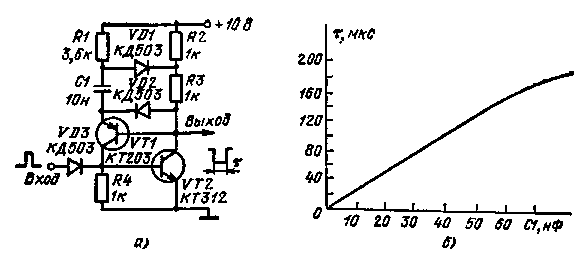 +10В
R1
3,6к
VD1
КД503
R2
1к
C1
10н
VD2
КД503
R3
1к
Выход
VD3
КД503
VT1
КТ203
Вход
R4
1к
VT2
КТ312
τ
а)
τ, мкс
200
160
120
80
40
0
10
20
30
40
50
60
C1, нФ
б)